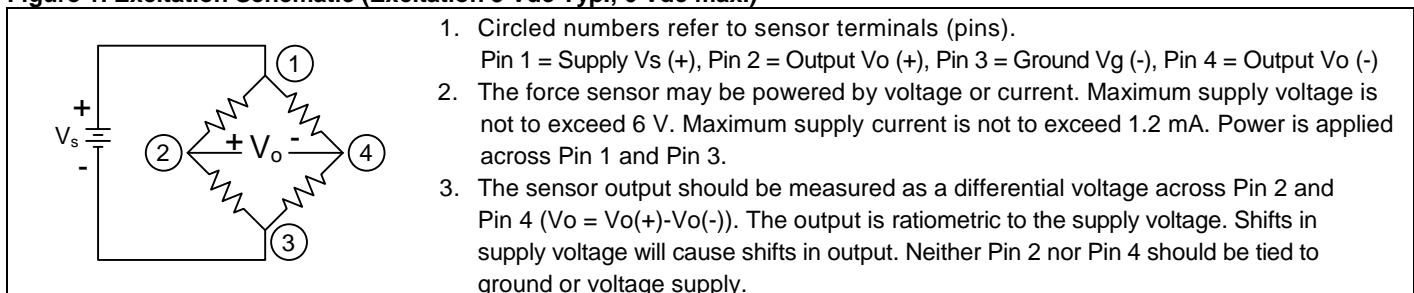 Figure 1. Excitation Schematic (Excitation 5 Vdc Typ., 6 Vdc max.)
1
+
Vs
-
2
+ Vo -
4
3
1. Circled numbers refer to sensor terminals (pins).
Pin 1 = Supply Vs (+), Pin 2 = Output Vo (+), Pin 3 = Ground Vg (-), Pin 4 = Output Vo (-)
2. The force sensor may be powered by voltage or current. Maximum supply voltage is
not to exceed 6 V. Maximum supply current is not to exceed 1.2 mA. Power is applied
across Pin 1 and Pin 3.
3. The sensor output should be measured as a differential voltage across Pin 2 and
Pin 4 (Vo = Vo(+)-Vo(-)). The output is ratiometric to the supply voltage. Shifts in
supply voltage will cause shifts in output. Neither Pin 2 nor Pin 4 should be tied to
ground or voltage supply.